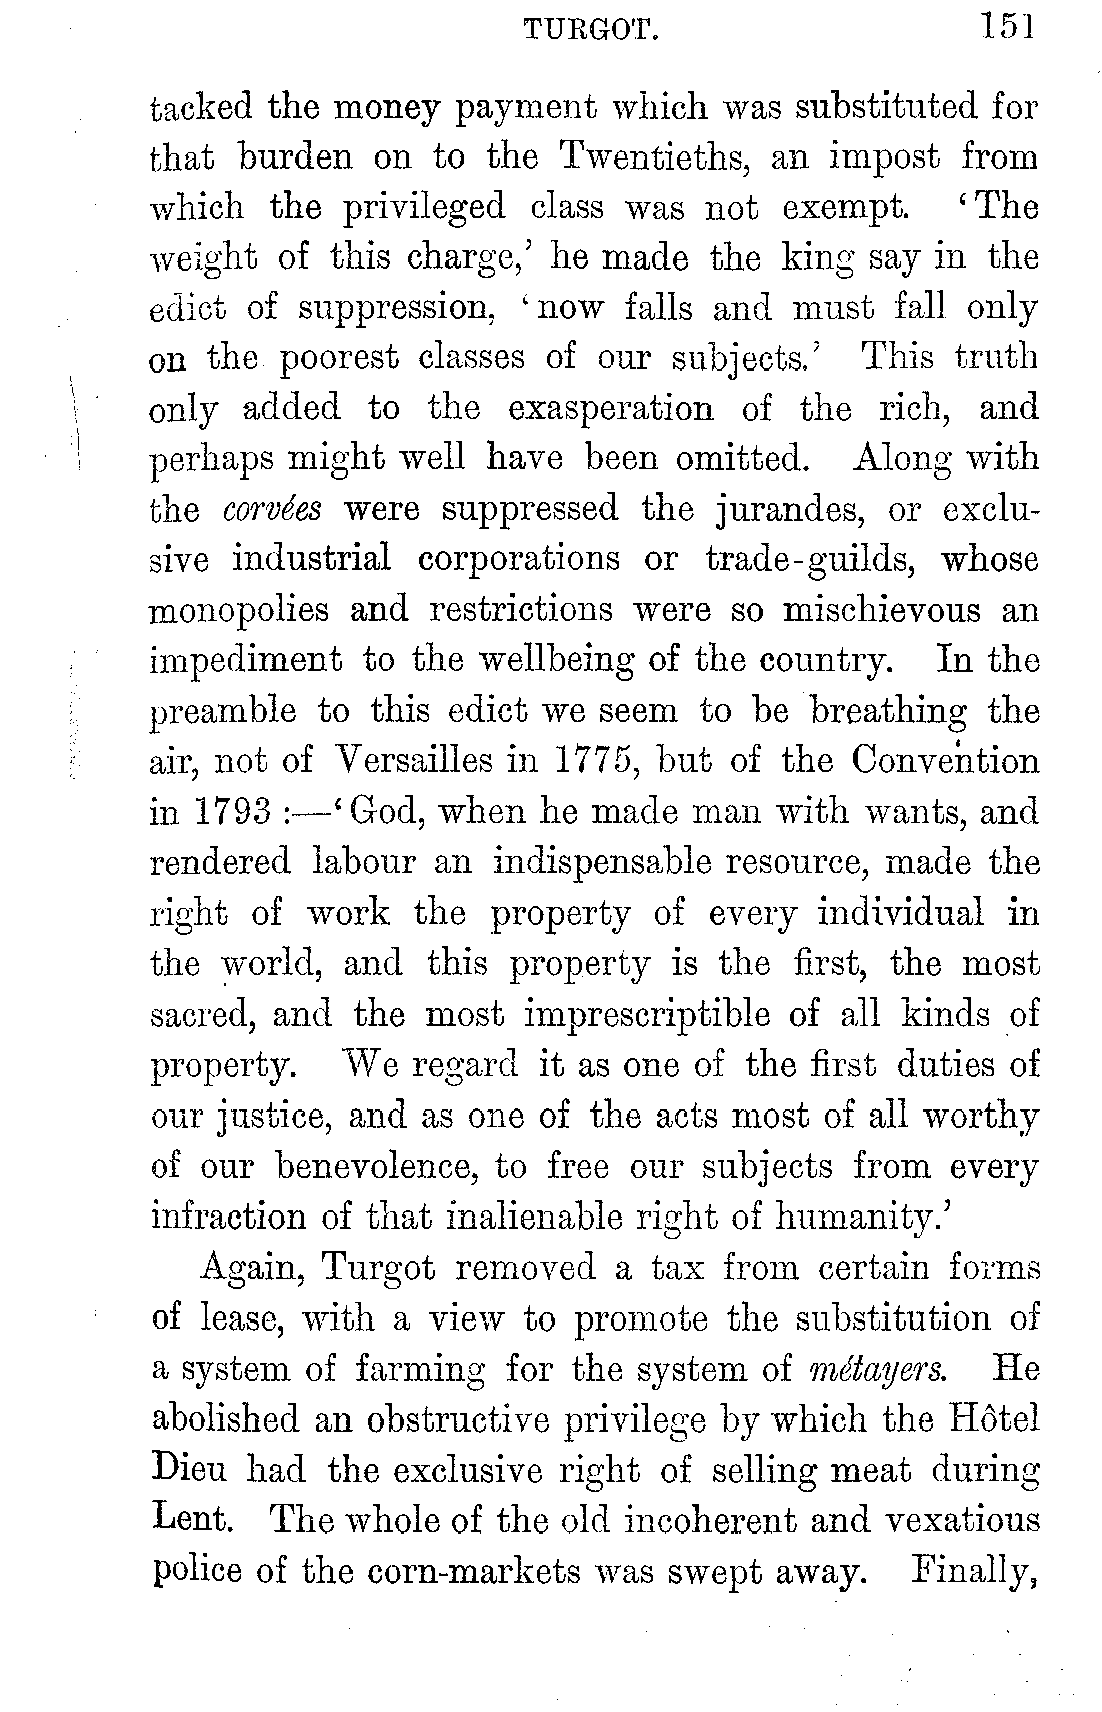 TURGOT. 151
tacked the money payment which was substituted for
that burden on to the Twentieths, an impost from
which the privileged class was not exempt. ‘The
weight of this charge,’ he made the king say in the
edict of suppression, ‘now falls and must fall only
on the poorest classes of our subjects.’ This truth
only added to the exasperation of the rich, and
perhaps might well have been omitted. Along with
the corvées were suppressed the jurandes, or exclu-
sive industrial corporations or trade-guilds, whose
monopolies and restrictions were so mischievous an
impediment to the wellbeing of the country. In the
preamble to this edict we seem to be breathing the
air, not of Versailles in 1775, but of the Convention
in 1793 :—‘God, when he made man with wants, and
rendered labour an indispensable resource, made the
right of work the property of every individual in
the world, and this property is the first, the most
sacred, and the most imprescriptible of all kinds of
property. We regard it as one of the first duties of
our justice, and as one of the acts most of all worthy
of our benevolence, to free our subjects from every
infraction of that inalienable right of humanity.’
Again, Turgot removed a tax from certain forms
of lease, with a view to promote the substitution of
a system of farming for the system of métayers. He
abolished an obstructive privilege by which the Hôtel
Dieu had the exclusive right of selling meat during
Lent. The whole of the old incoherent and vexatious
police of the corn-markets was swept away. Finally,